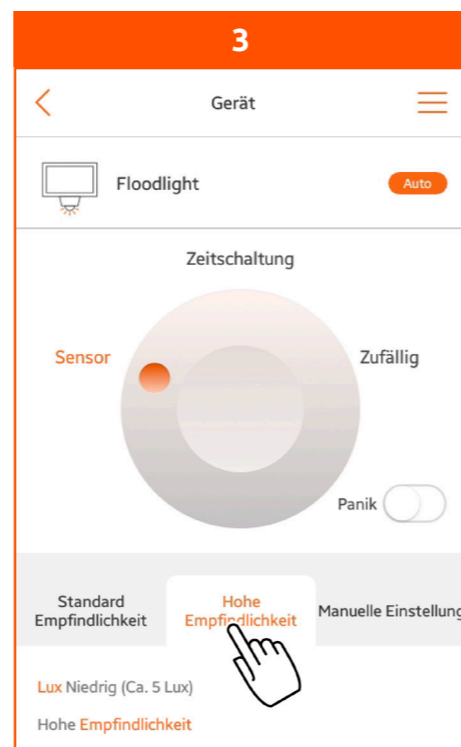 3
Gerät
Floodlight
Auto
Zeitschaltung
Sensor
Zufällig
Panik
Standard
Empfindlichkeit
Hohe
Empfindlichkeit
Manuelle Einstellung
Lux Niedrig (Ca. 5 Lux)
Hohe Empfindlichkeit